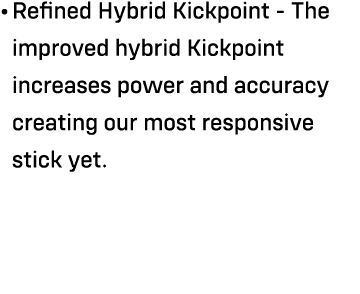 • Refined Hybrid Kickpoint - The
improved hybrid Kickpoint
increases power and accuracy
creating our most responsive
stick yet.